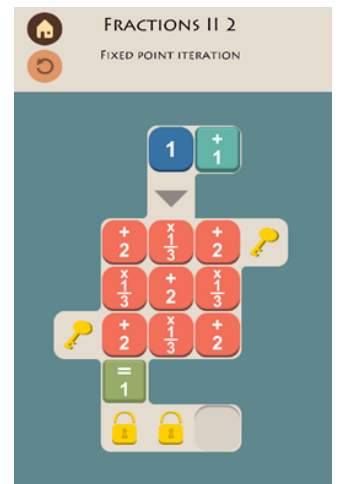 FRACTIONS II 2
FIXED POINT ITERATION
1 + 1
+ 2 x 1/3 + 2
x 1/3 + 2 x 1/3
+ 2 x 1/3 + 2
= 1